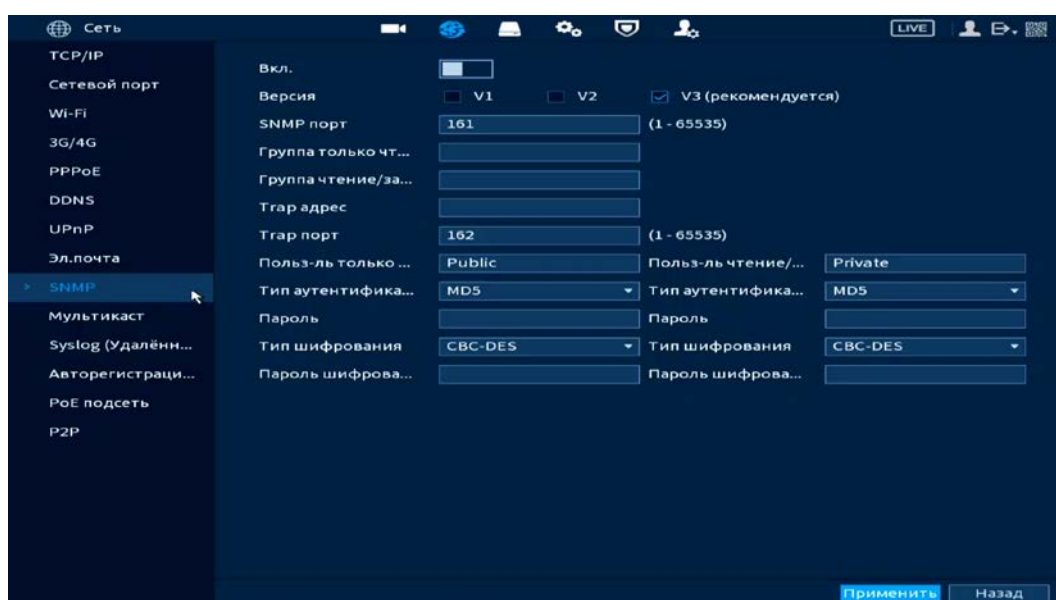 Сеть LIVE
TCP/IP
Сетевой порт
Wi-Fi
3G/4G
PPPoE
DDNS
UPnP
Эл.почта
SNMP
Мультикаст
Syslog (Удалённ...
Авторегистраци...
PoE подсеть
P2P
Вкл.
Версия V1 V2 V3 (рекомендуется)
SNMP порт 161 (1 - 65535)
Группа только чт...
Группа чтение/за...
Trap адрес
Trap порт 162 (1 - 65535)
Польз-ль только ... Public Польз-ль чтение/... Private
Тип аутентифика... MD5 Тип аутентифика... MD5
Пароль Пароль
Тип шифрования CBC-DES Тип шифрования CBC-DES
Пароль шифрова... Пароль шифрова...
Применить Назад